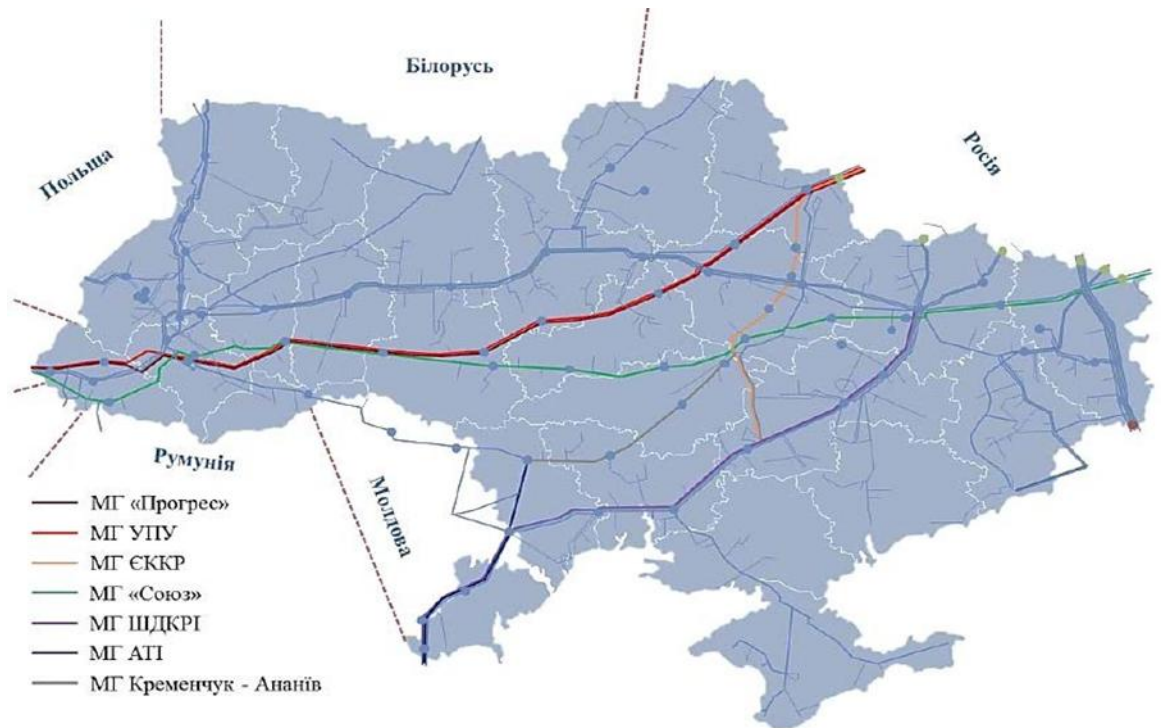 Білорусь
Польща
Росія
Румунія
Молдова
МГ «Прогрес»
МГ УПУ
МГ ЄККР
МГ «Союз»
МГ ШДКРІ
МГ АТІ
МГ Кременчук - Ананїв